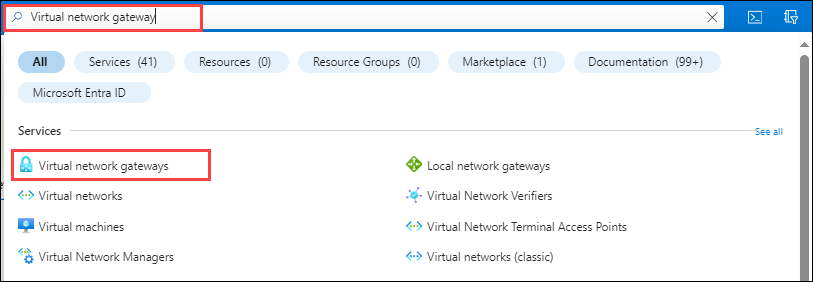 Virtual network gateway
All
Services (41)
Resources (0)
Resource Groups (0)
Marketplace (1)
Documentation (99+)
Microsoft Entra ID
Services
See all
Virtual network gateways
Local network gateways
Virtual networks
Virtual Network Verifiers
Virtual machines
Virtual Network Terminal Access Points
Virtual Network Managers
Virtual networks (classic)